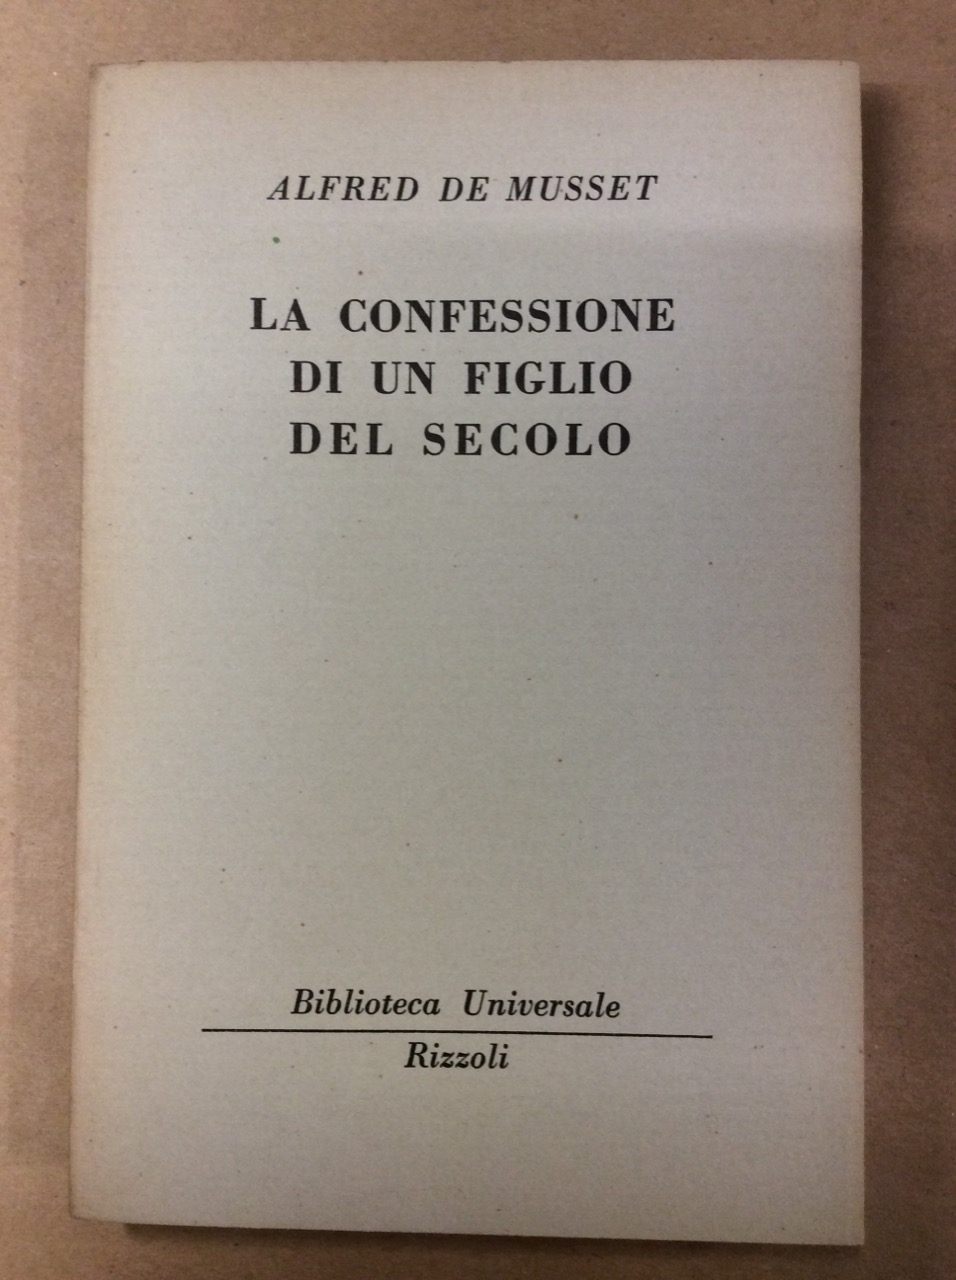 ALFRED DE MUSSET
LA CONFESSIONE
DI UN FIGLIO
DEL SECOLO
Biblioteca Universale
Rizzoli